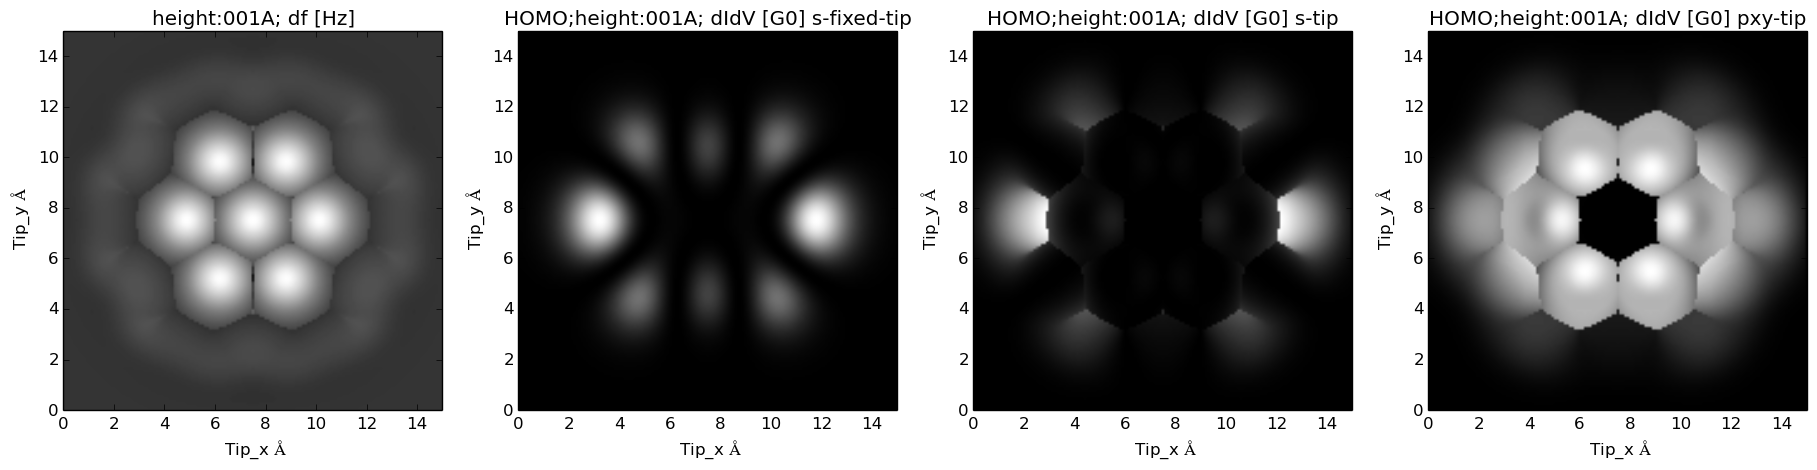 height:001A; df [Hz]
14
12
10
8
6
4
2
0
0 2 4 6 8 10 12 14
Tip_x Å
Tip_y Å
HOMO;height:001A; dIdV [G0] s-fixed-tip
14
12
10
8
6
4
2
0
0 2 4 6 8 10 12 14
Tip_x Å
Tip_y Å
HOMO;height:001A; dIdV [G0] s-tip
14
12
10
8
6
4
2
0
0 2 4 6 8 10 12 14
Tip_x Å
Tip_y Å
HOMO;height:001A; dIdV [G0] pxy-tip
14
12
10
8
6
4
2
0
0 2 4 6 8 10 12 14
Tip_x Å
Tip_y Å